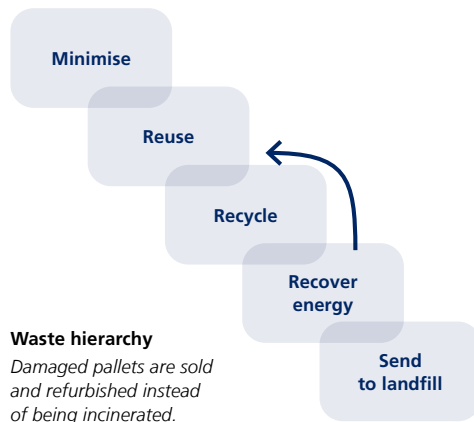 Minimise
Reuse
Recycle
Recover
energy
Send
to landfill
Waste hierarchy
Damaged pallets are sold
and refurbished instead
of being incinerated.